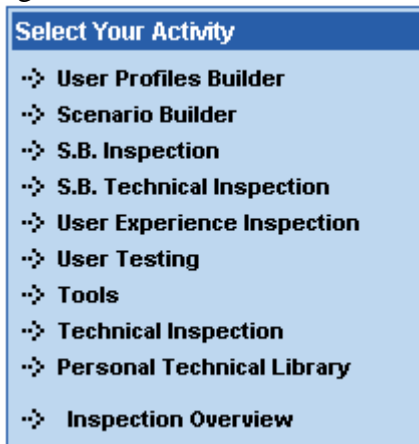 Select Your Activity
User Profiles Builder
Scenario Builder
S.B. Inspection
S.B. Technical Inspection
User Experience Inspection
User Testing
Tools
Technical Inspection
Personal Technical Library
Inspection Overview